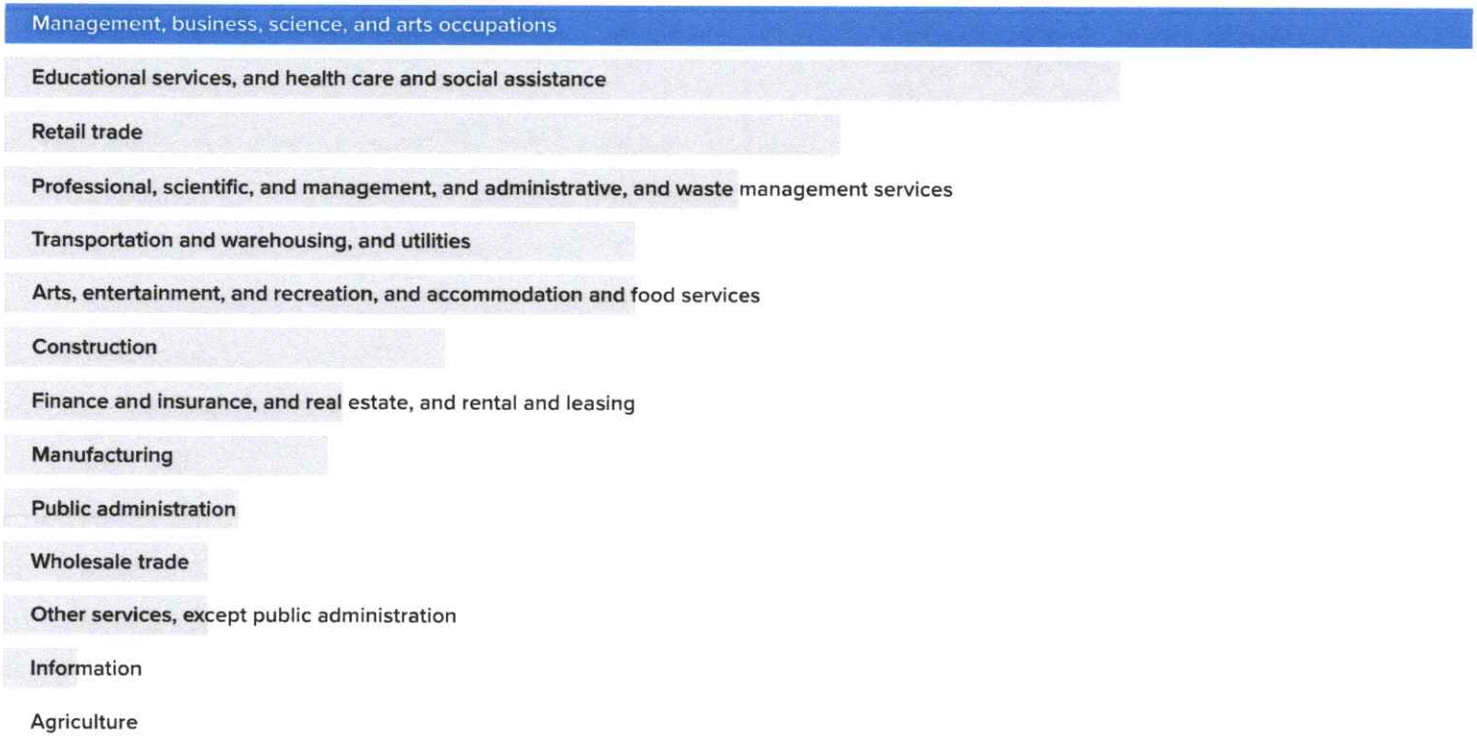 Management, business, science, and arts occupations
Educational services, and health care and social assistance
Retail trade
Professional, scientific, and management, and administrative, and waste management services
Transportation and warehousing, and utilities
Arts, entertainment, and recreation, and accommodation and food services
Construction
Finance and insurance, and real estate, and rental and leasing
Manufacturing
Public administration
Wholesale trade
Other services, except public administration
Information
Agriculture